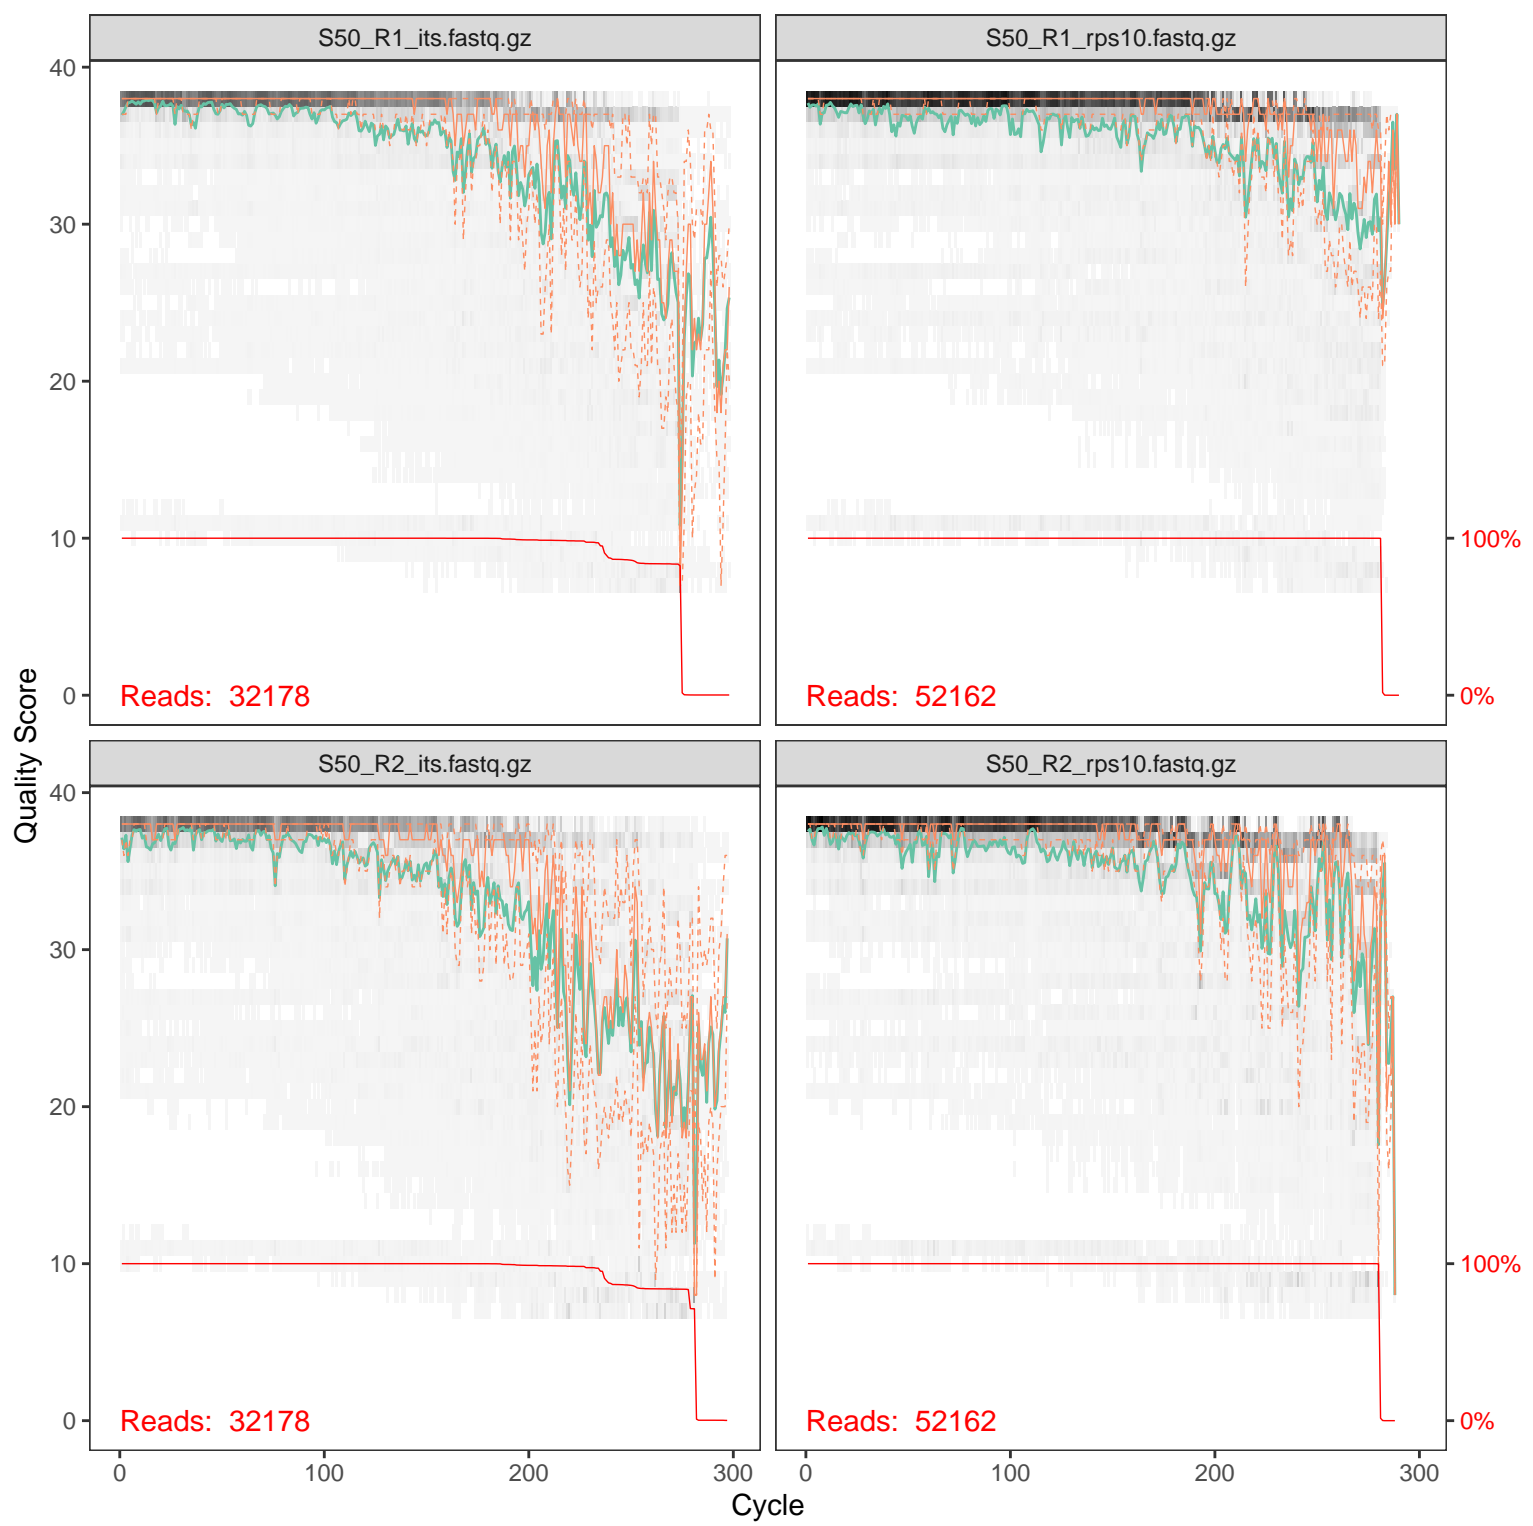 S50_R1_its.fastq.gz
S50_R1_rps10.fastq.gz
40
30
20
10
0
100%
0%
Reads: 32178
Reads: 52162
Quality Score
S50_R2_its.fastq.gz
S50_R2_rps10.fastq.gz
40
30
20
10
0
100%
0%
Reads: 32178
Reads: 52162
0
100
200
300
0
100
200
300
Cycle